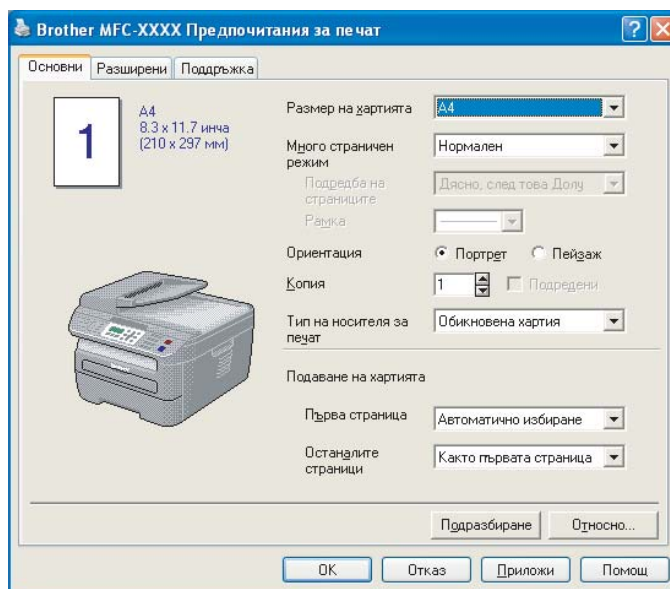 Brother MFC-XXXX Предпочитания за печат
Основни Разширени Поддръжка
1
A4
8.3 x 11.7 инча
(210 x 297 мм)
Размер на хартията A4
Много страничен режим Нормален
Подредба на страниците Дясно, след това Долу
Рамка
Ориентация Портрет Пейзаж
Копия 1 Подредени
Тип на носителя за печат Обикновена хартия
Подаване на хартията
Първа страница Автоматично избиране
Останалите страници Както първата страница
Подразбиране Относно...
OK Отказ Приложи Помощ